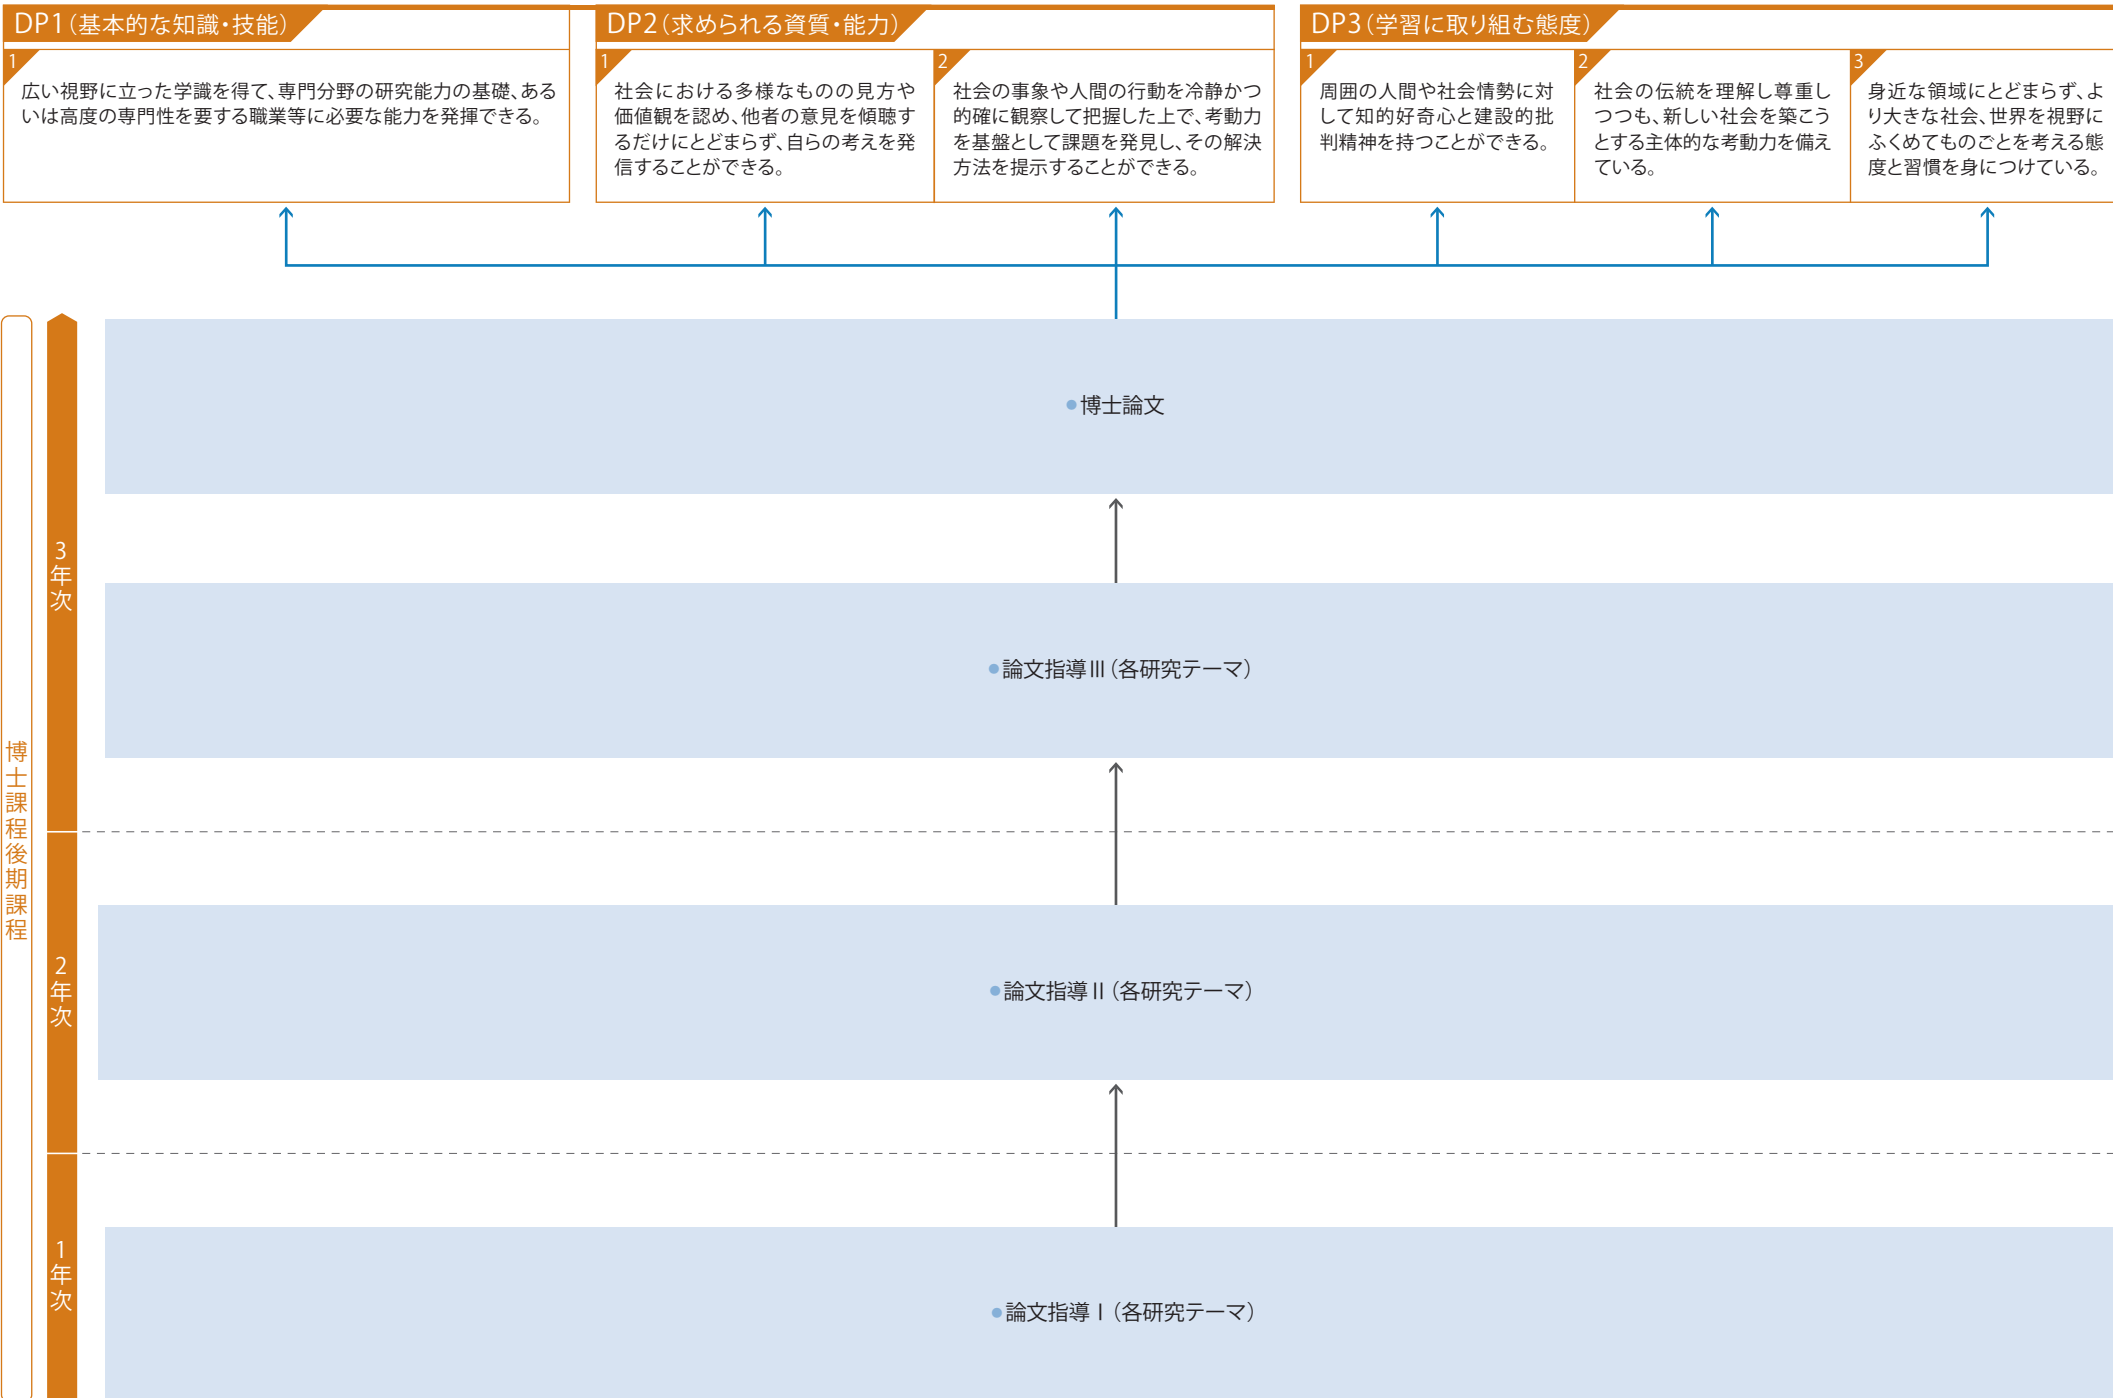 DP1（基本的な知識・技能）
1
広い視野に立った学識を得て、専門分野の研究能力の基礎、ある
いは高度の専門性を要する職業等に必要な能力を発揮できる。
DP2（求められる資質・能力）
1
社会における多様なものの見方や
価値観を認め、他者の意見を傾聴す
るだけにとどまらず、自らの考えを発
信することができる。
2
社会の事象や人間の行動を冷静かつ
的確に観察して把握した上で、考動力
を基盤として課題を発見し、その解決
方法を提示することができる。
DP3（学習に取り組む態度）
1
周囲の人間や社会情勢に対
して知的好奇心と建設的批
判精神を持つことができる。
2
社会の伝統を理解し尊重し
つつも、新しい社会を築こう
とする主体的な考動力を備え
ている。
3
身近な領域にとどまらず、よ
り大きな社会、世界を視野に
ふくめてものごとを考える態
度と習慣を身につけている。
博士課程後期課程
3年次
●博士論文
●論文指導Ⅲ（各研究テーマ）
2年次
●論文指導Ⅱ（各研究テーマ）
1年次
●論文指導Ⅰ（各研究テーマ）